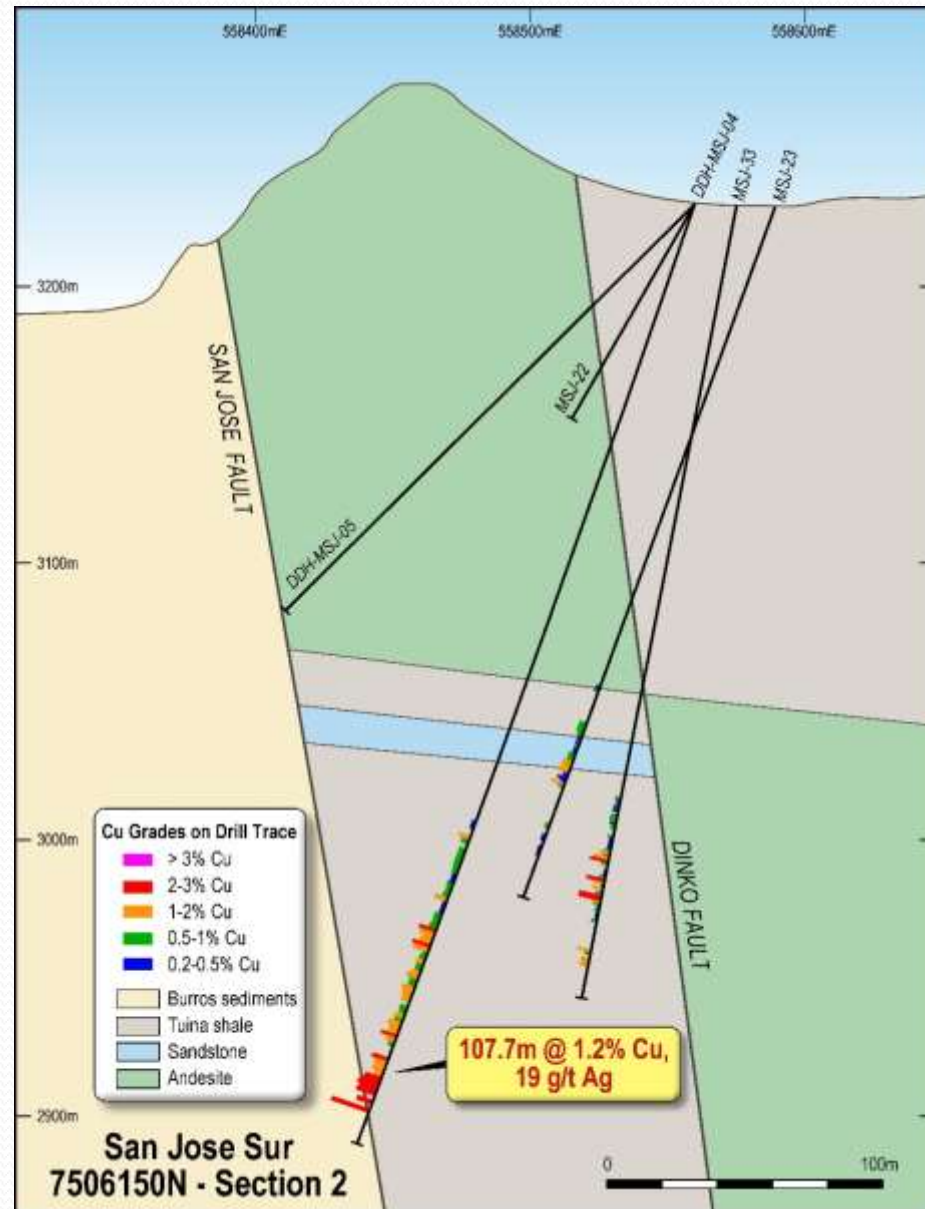 558400mE 558500mE 558600mE
DDH-MSJ-04
MSJ-33
MSJ-23
3200m
SAN JOSE FAULT
MSJ-22
DDH-MSJ-05
3100m
3000m
DINKO FAULT
Cu Grades on Drill Trace
> 3% Cu
2-3% Cu
1-2% Cu
0.5-1% Cu
0.2-0.5% Cu
Burros sediments
Tuina shale
Sandstone
Andesite
107.7m @ 1.2% Cu,
19 g/t Ag
2900m
San Jose Sur
7506150N - Section 2
0 100m